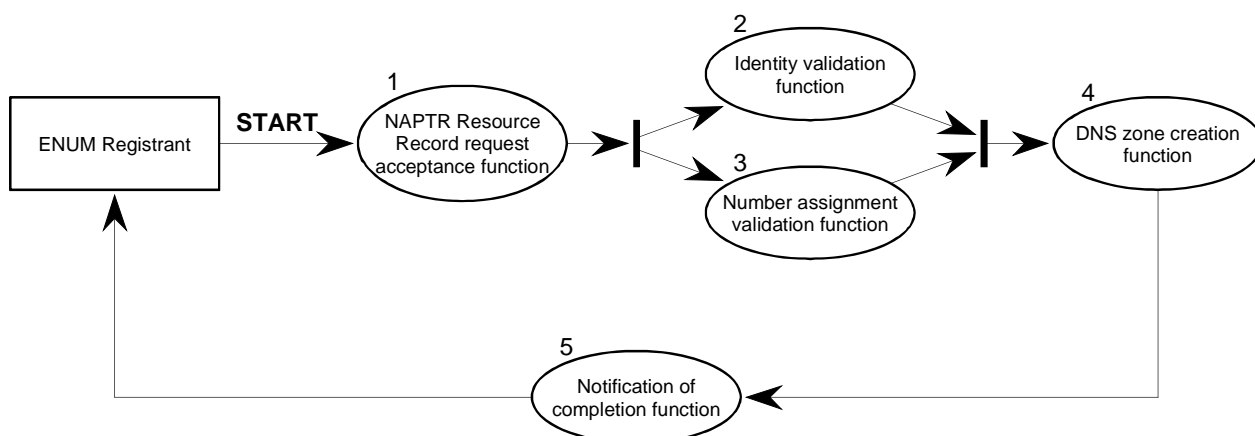 ENUM Registrant
START
1
NAPTR Resource
Record request
acceptance function
2
Identity validation
function
3
Number assignment
validation function
4
DNS zone creation
function
5
Notification of
completion function